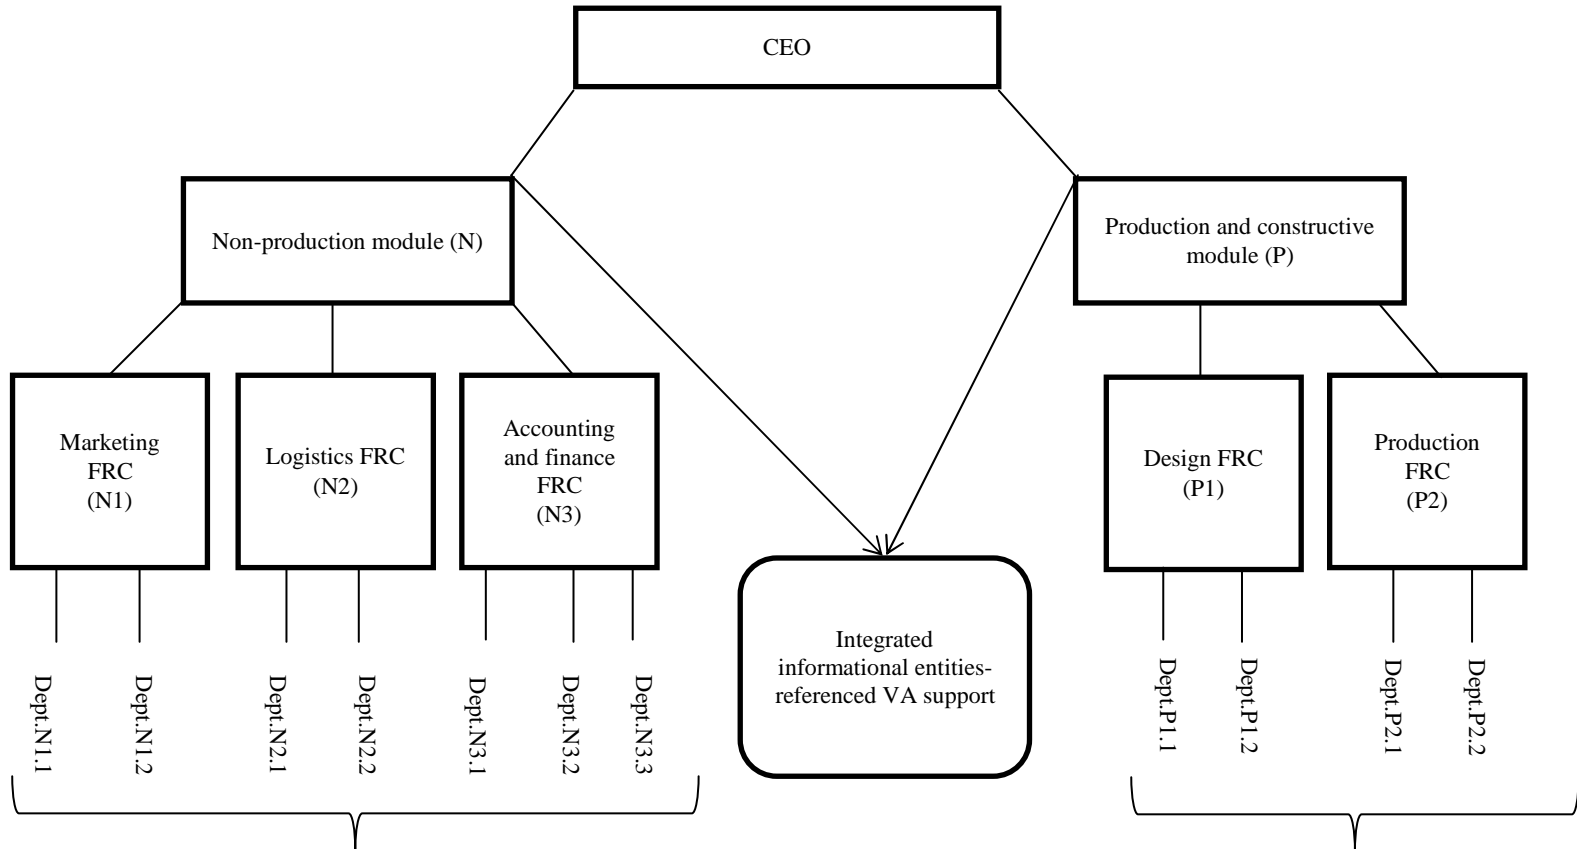 CEO
Non-production module (N)
Production and constructive
module (P)
Marketing
FRC
(N1)
Logistics FRC
(N2)
Accounting
and finance
FRC
(N3)
Design FRC
(P1)
Production
FRC
(P2)
Integrated
informational entities-
referenced VA support
Dept.N1.1
Dept.N1.2
Dept.N2.1
Dept.N2.2
Dept.N3.1
Dept.N3.2
Dept.N3.3
Dept.P1.1
Dept.P1.2
Dept.P2.1
Dept.P2.2